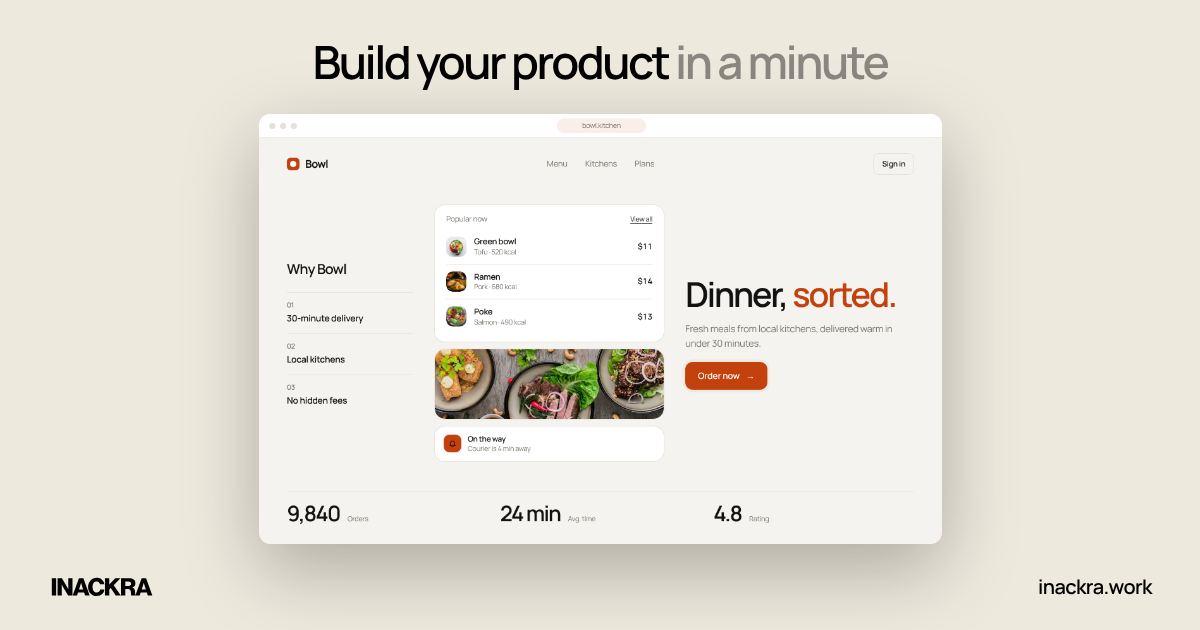 Build your product in a minute
bowl.kitchen
Bowl
Menu Kitchens Plans
Sign in
Why Bowl
01
30-minute delivery
02
Local kitchens
03
No hidden fees
Popular now View all
Green bowl
Tofu · 520 kcal
$11
Ramen
Pork · 680 kcal
$14
Poke
Salmon · 490 kcal
$13
On the way
Courier is 4 min away
Dinner, sorted.
Fresh meals from local kitchens, delivered warm in
under 30 minutes.
Order now →
9,840 Orders
24 min Avg. time
4.8 Rating
INACKRA
inackra.work